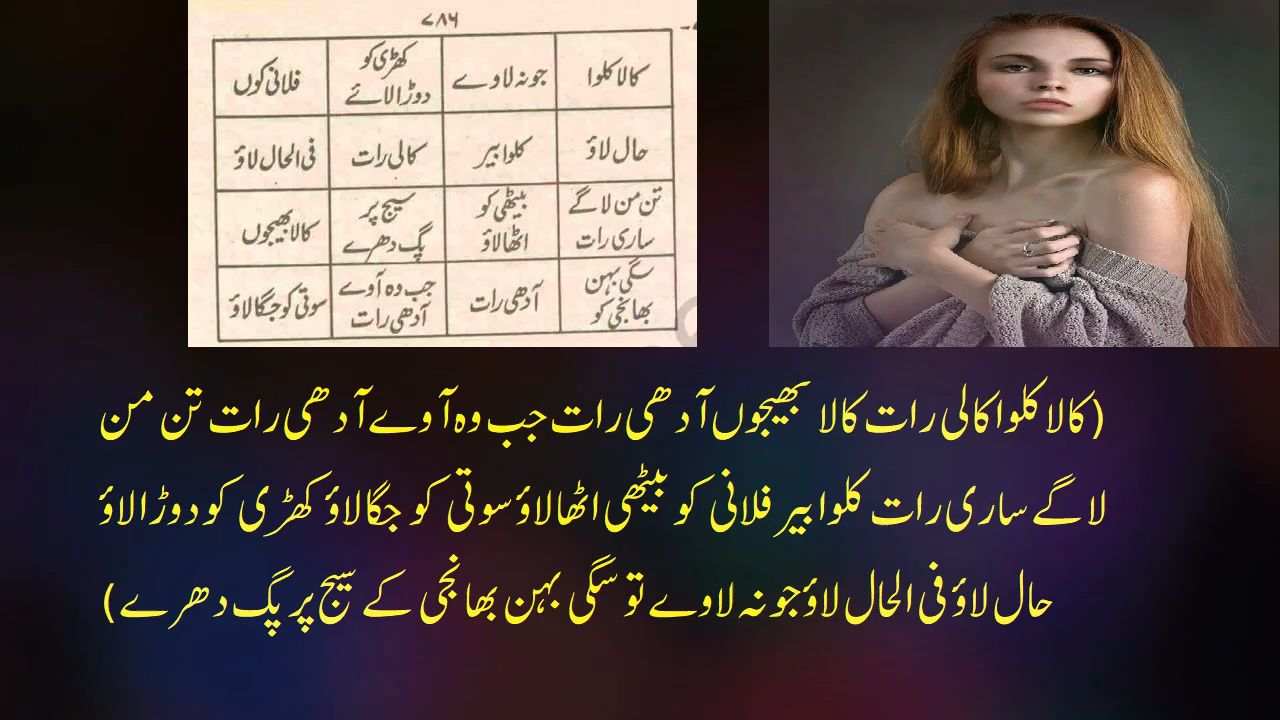 ۷۸۶
کالا کلوا جو نہ لاوے کھڑی کو دوڑا لائے فلانی کوں
حال لاؤ کلوا بیر کالی رات فی الحال لاؤ
تن من لاگے ساری رات بیٹھی کو اٹھا لاؤ سیج پر پگ دھرے کالا بھیجوں
سگی بہن بھانجی کو آدھی رات جب وہ آوے آدھی رات سوتی کو جگا لاؤ
(کالا کلوا کالی رات کالا بھیجوں آدھی رات جب وہ آوے آدھی رات تن من
لاگے ساری رات کلوا بیر فلانی کو بیٹھی اٹھا لاؤ سوتی کو جگا لاؤ کھڑی کو دوڑا لاؤ
حال لاؤ فی الحال لاؤ جو نہ لاوے تو سگی بہن بھانجی کے سیج پر پگ دھرے)